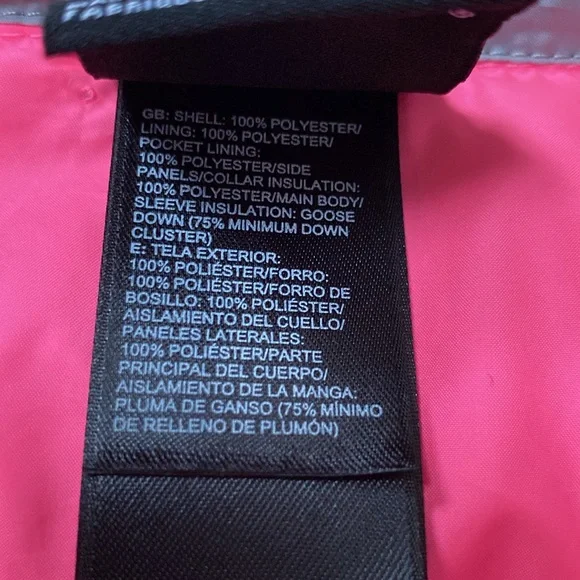 GB: SHELL: 100% POLYESTER/
LINING: 100% POLYESTER/
POCKET LINING:
100% POLYESTER/SIDE
PANELS/COLLAR INSULATION:
100% POLYESTER/MAIN BODY/
SLEEVE INSULATION: GOOSE
DOWN (75% MINIMUM DOWN
CLUSTER)
E: TELA EXTERIOR:
100% POLIÉSTER/FORRO:
100% POLIÉSTER/FORRO DE
BOSILLO: 100% POLIÉSTER/
AISLAMIENTO DEL CUELLO/
PANELES LATERALES:
100% POLIÉSTER/PARTE
PRINCIPAL DEL CUERPO/
AISLAMIENTO DE LA MANGA:
PLUMA DE GANSO (75% MÍNIMO
DE RELLENO DE PLUMÓN)